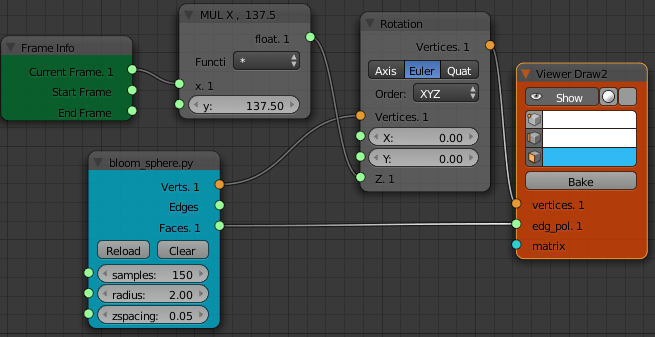 Frame Info
Current Frame. 1
Start Frame
End Frame
MUL X , 137.5
float. 1
Functi
*
x. 1
y: 137.50
bloom_sphere.py
Verts. 1
Edges
Faces. 1
Reload Clear
samples: 150
radius: 2.00
zspacing: 0.05
Rotation
Vertices. 1
Axis Euler Quat
Order: XYZ
Vertices. 1
X: 0.00
Y: 0.00
Z. 1
Viewer Draw2
Show
Bake
vertices. 1
edg_pol. 1
matrix